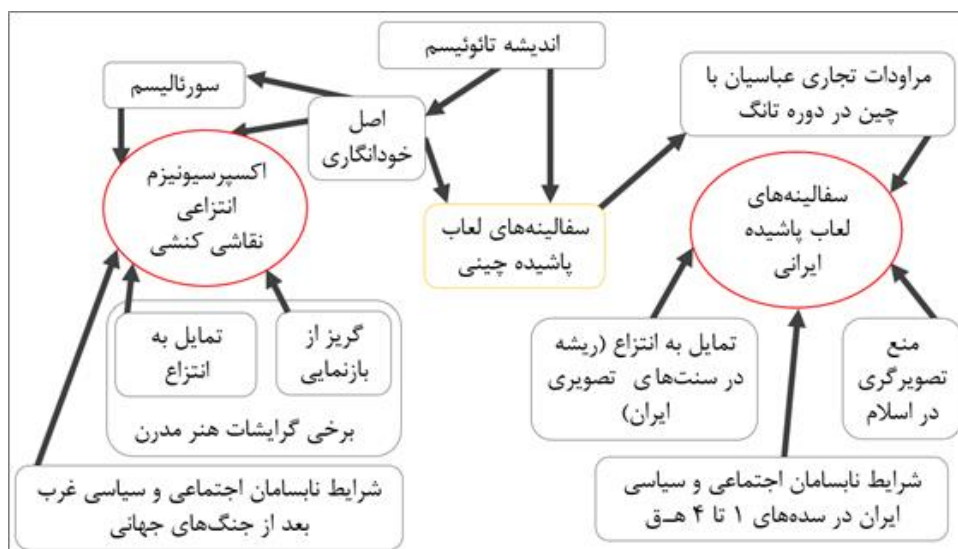 اندیشه تائوئیسم
مراودات تجاری عباسیان با
چین در دوره تانگ
سورئالیسم
اصل
خودانگاری
اکسپرسیونیزم
انتزاعی
نقاشی کنشی
سفالینه‌های لعاب
پاشیده چینی
سفالینه‌های
لعاب پاشیده
ایرانی
گریز از
بازنمایی
تمایل به
انتزاع
برخی گرایشات هنر مدرن
تمایل به انتزاع (ریشه
در سنت‌های تصویری
ایران)
منع
تصویرگری
در اسلام
شرایط نابسامان اجتماعی و سیاسی
ایران در سده‌های ۱ تا ۴ هـ‌ق
شرایط نابسامان اجتماعی و سیاسی غرب
بعد از جنگ‌های جهانی